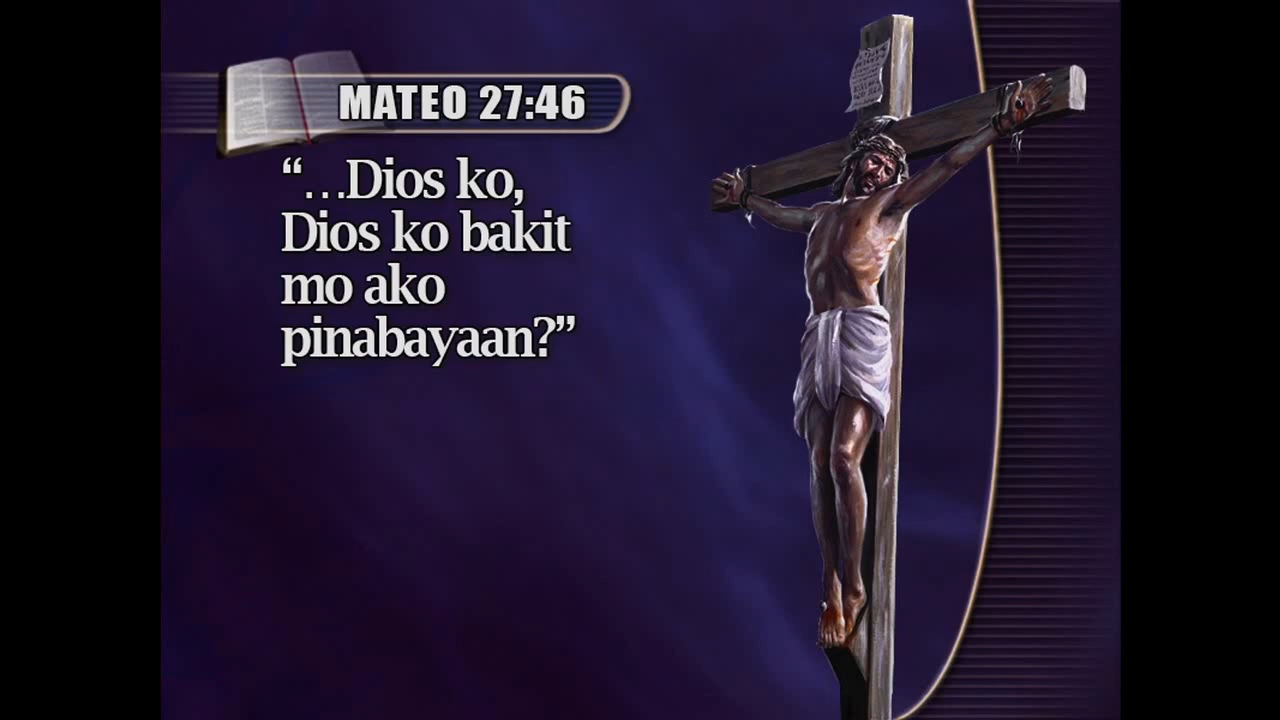 MATEO 27:46
“...Dios ko,
Dios ko bakit
mo ako
pinabayaan?”